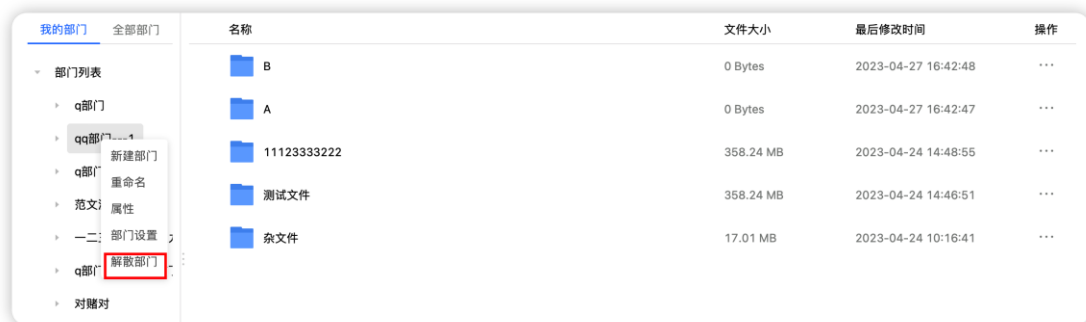 我的部门 全部部门 名称 文件大小 最后修改时间 操作
部门列表
B 0 Bytes 2023-04-27 16:42:48
q部门
A 0 Bytes 2023-04-27 16:42:47
qq部门---1
新建部门
11123333222 358.24 MB 2023-04-24 14:48:55
q部门
重命名
测试文件 358.24 MB 2023-04-24 14:46:51
范文
属性
一二
部门设置
杂文件 17.01 MB 2023-04-24 10:16:41
q部门
解散部门
对赌对